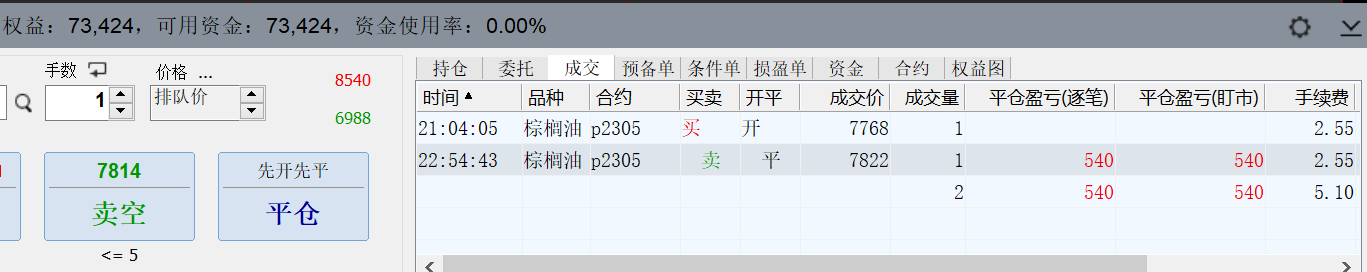 权益：73,424，可用资金：73,424，资金使用率：0.00%
手数 价格 ...
1 排队价
8540
6988
7814
卖空
先开先平
平仓
<= 5
持仓 委托 成交 预备单 条件单 损盈单 资金 合约 权益图
时间 品种 合约 买卖 开平 成交价 成交量 平仓盈亏(逐笔) 平仓盈亏(盯市) 手续费
21:04:05 棕榈油 p2305 买 开 7768 1 2.55
22:54:43 棕榈油 p2305 卖 平 7822 1 540 540 2.55
2 540 540 5.10